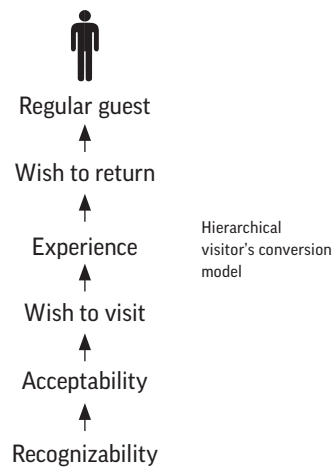 Regular guest
Wish to return
Experience
Hierarchical
visitor's conversion
model
Wish to visit
Acceptability
Recognizability